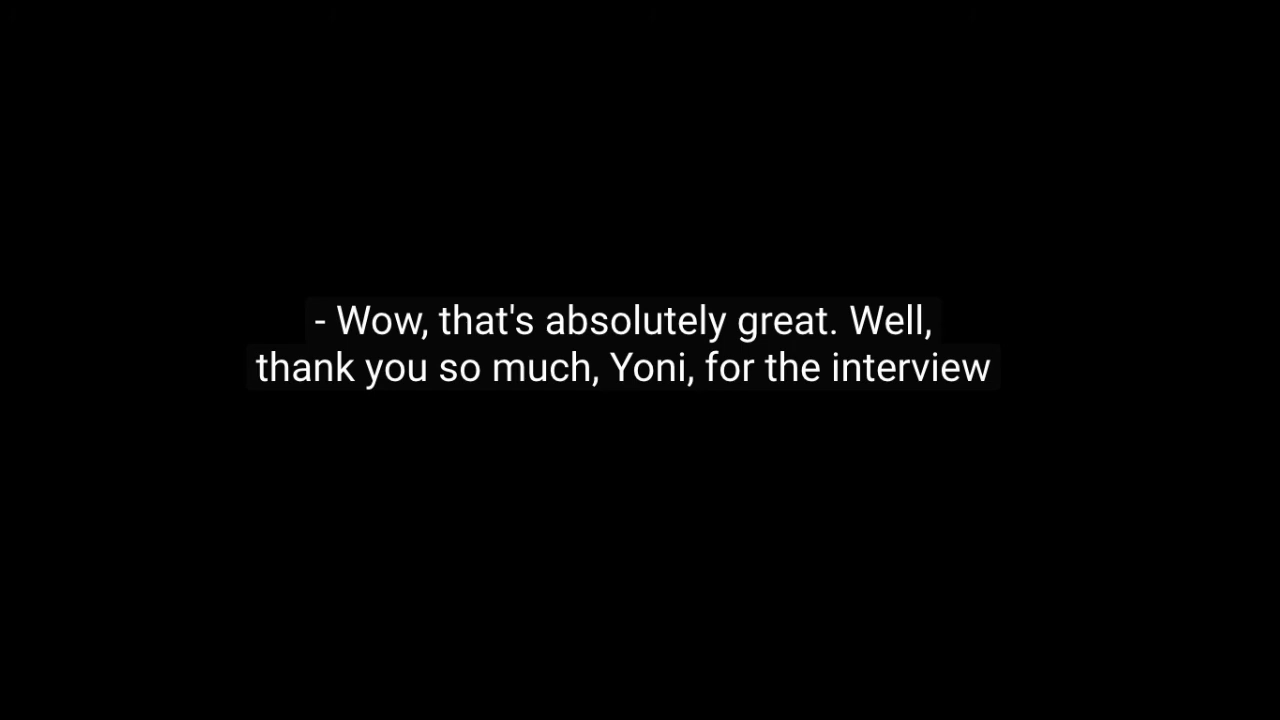 - Wow, that's absolutely great. Well,
thank you so much, Yoni, for the interview